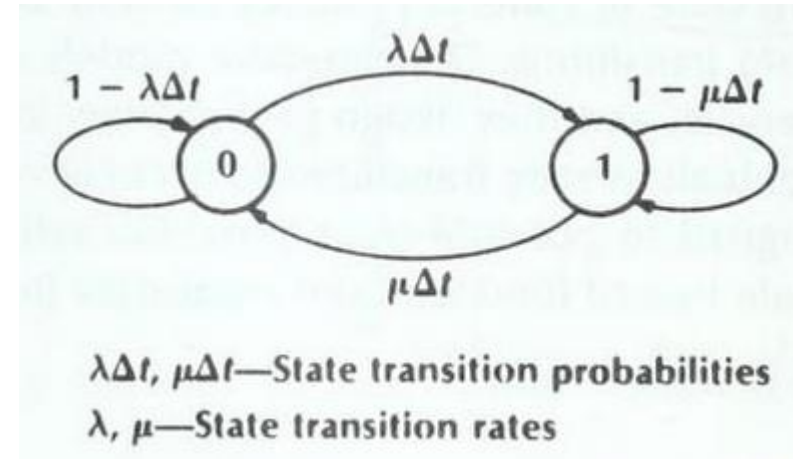 λΔt
1 − λΔt
1 − μΔt
0
1
μΔt
λΔt, μΔt—State transition probabilities
λ, μ—State transition rates